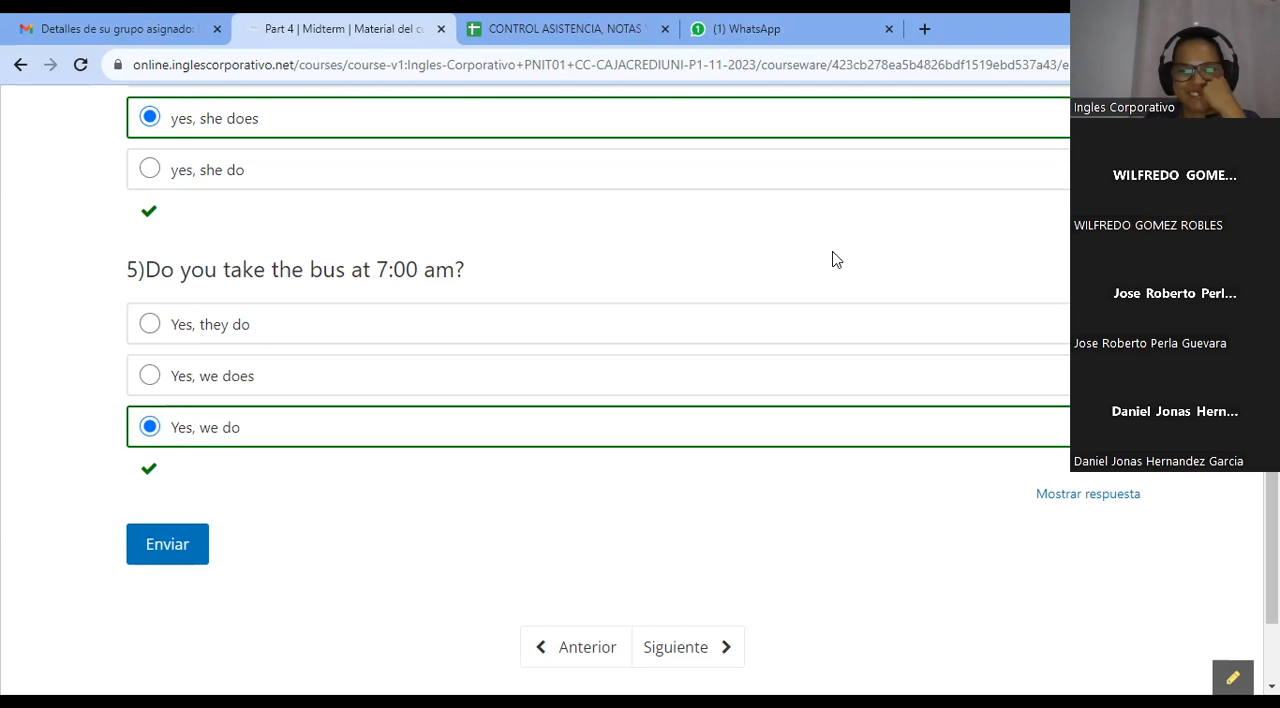 Detalles de su grupo asignado:
Part 4 | Midterm | Material del c
CONTROL ASISTENCIA, NOTAS
1
(1) WhatsApp
online.inglescorporativo.net/courses/course-v1:Ingles-Corporativo+PNIT01+CC-CAJACREDIUNI-P1-11-2023/courseware/423cb278ea5b4826bdf1519ebd537a43/e
Ingles Corporativo
yes, she does
yes, she do
WILFREDO GOME...
WILFREDO GOMEZ ROBLES
5)Do you take the bus at 7:00 am?
Jose Roberto Perl...
Yes, they do
Jose Roberto Perla Guevara
Yes, we does
Daniel Jonas Hern...
Yes, we do
Daniel Jonas Hernandez Garcia
Mostrar respuesta
Enviar
Anterior
Siguiente